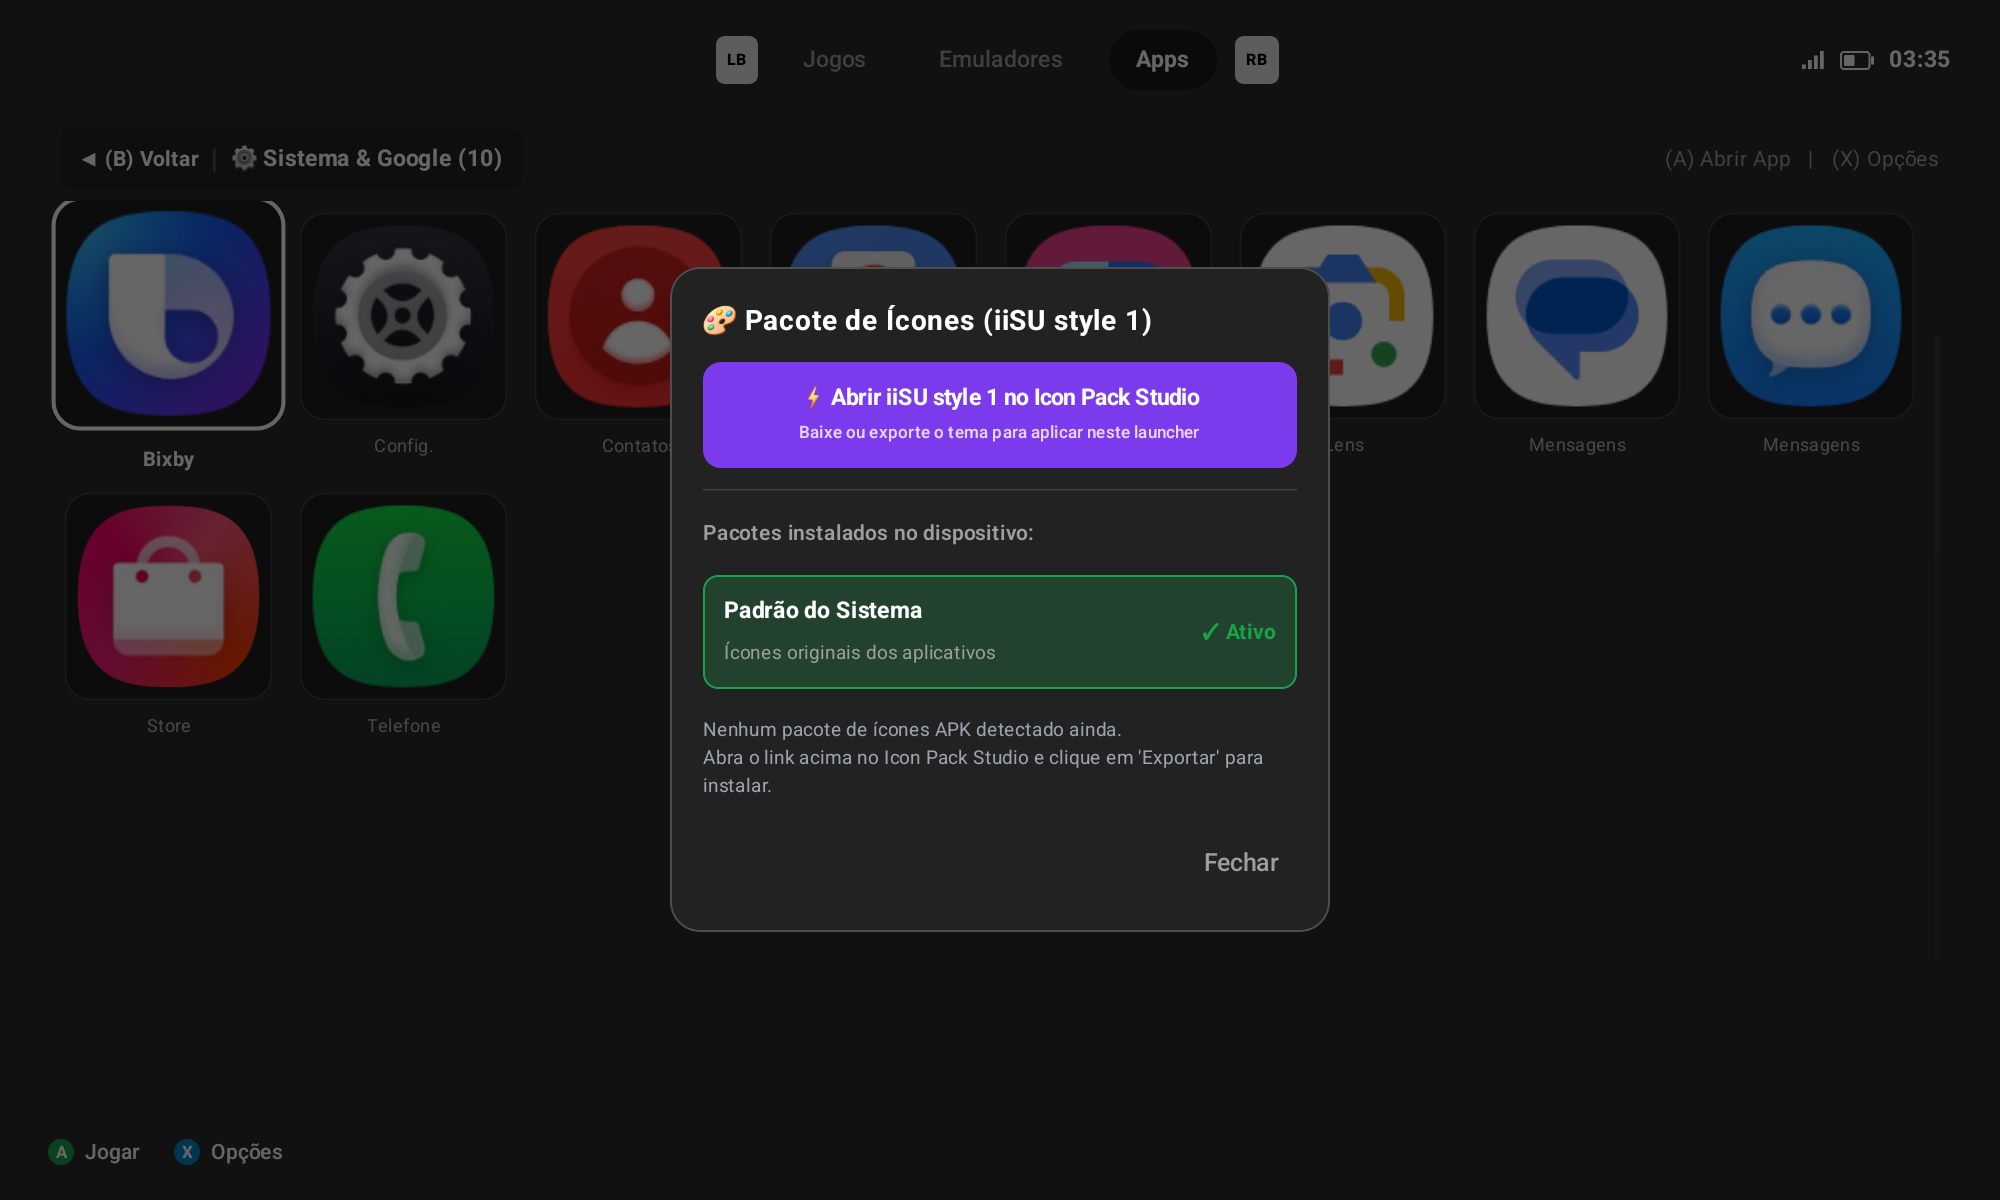 LB Jogos Emuladores Apps RB 03:35
◄ (B) Voltar | ⚙️ Sistema & Google (10) (A) Abrir App | (X) Opções
🎨 Pacote de Ícones (iiSU style 1)
⚡ Abrir iiSU style 1 no Icon Pack Studio
Baixe ou exporte o tema para aplicar neste launcher
Pacotes instalados no dispositivo:
Padrão do Sistema
Ícones originais dos aplicativos
✓ Ativo
Nenhum pacote de ícones APK detectado ainda.
Abra o link acima no Icon Pack Studio e clique em 'Exportar' para
instalar.
Fechar
Bixby Config. Contatos Lens Mensagens Mensagens
Store Telefone
A Jogar X Opções